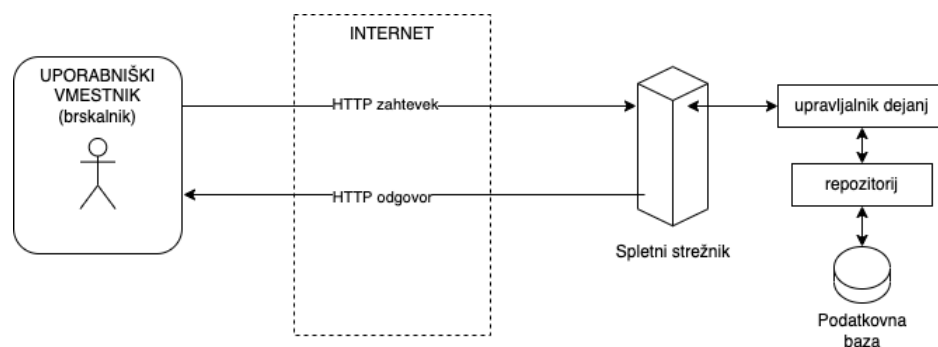 INTERNET
UPORABNIŠKI
VMESTNIK
(brskalnik)
HTTP zahtevek
upravljalnik dejanj
repozitorij
HTTP odgovor
Spletni strežnik
Podatkovna
baza